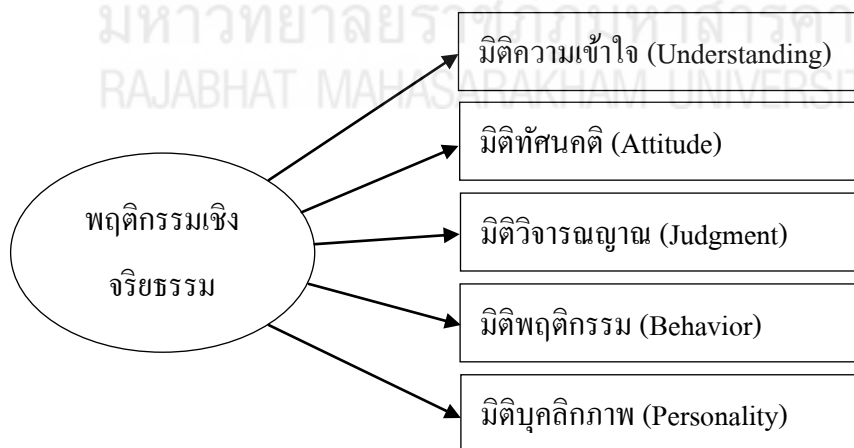 มหาวิทยาลัยราชภัฏมหาสารคา
RAJABHAT MAHASARAKHAM UNIVERSI
มิติความเข้าใจ (Understanding)
มิติทัศนคติ (Attitude)
พฤติกรรมเชิง
จริยธรรม
มิติวิจารณญาณ (Judgment)
มิติพฤติกรรม (Behavior)
มิติบุคลิกภาพ (Personality)